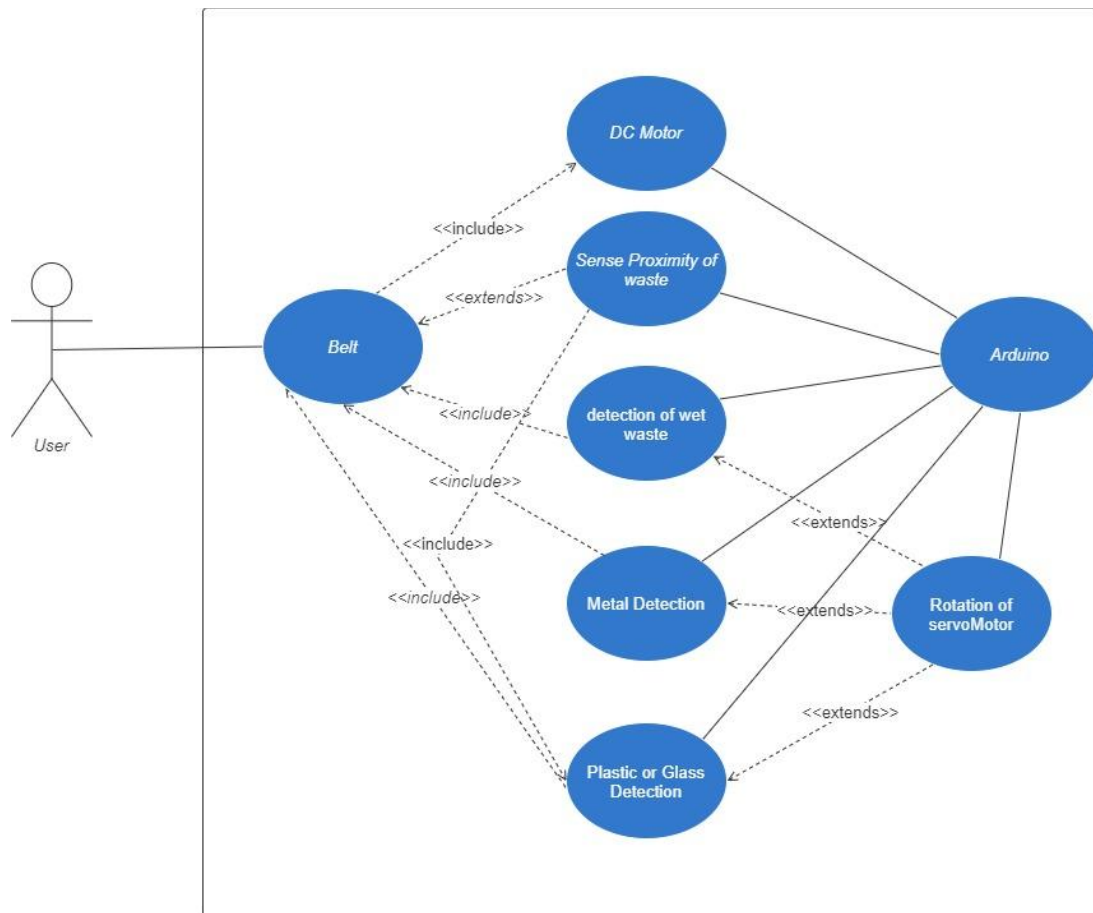 DC Motor
<<include>>
Sense Proximity of
waste
<<extends>>
Belt
Arduino
User
<<include>>
detection of wet
waste
<<include>>
<<extends>>
<<include>>
<<include>>
Metal Detection
<<extends>>
Rotation of
servoMotor
<<extends>>
Plastic or Glass
Detection